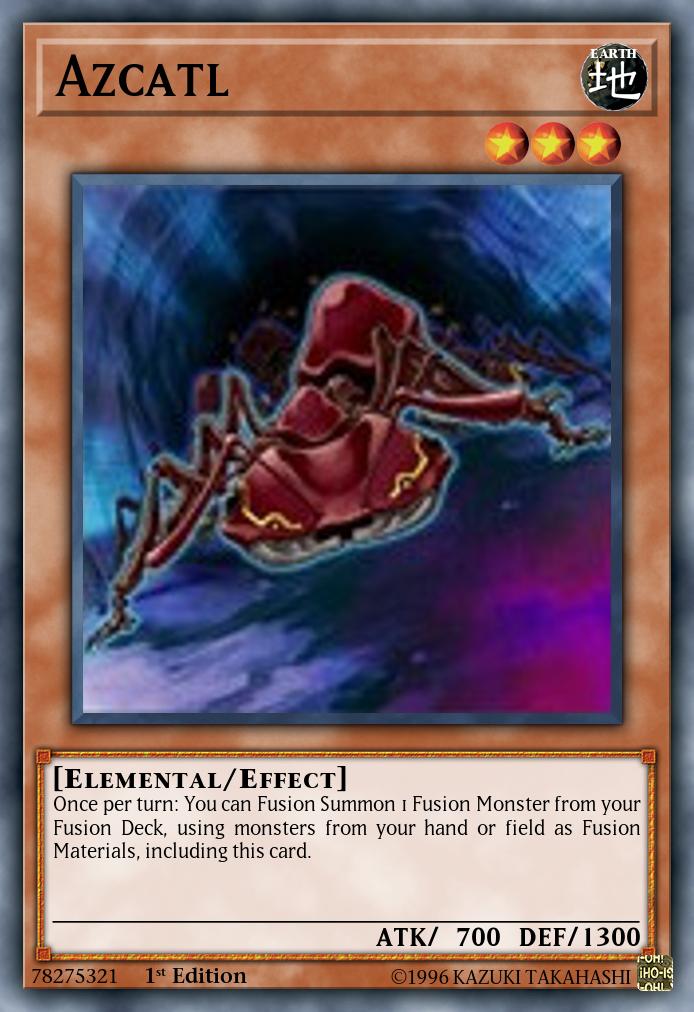 Azcatl
EARTH
地
[Elemental/Effect]
Once per turn: You can Fusion Summon 1 Fusion Monster from your
Fusion Deck, using monsters from your hand or field as Fusion
Materials, including this card.
ATK/ 700 DEF/1300
78275321 1st Edition ©1996 KAZUKI TAKAHASHI